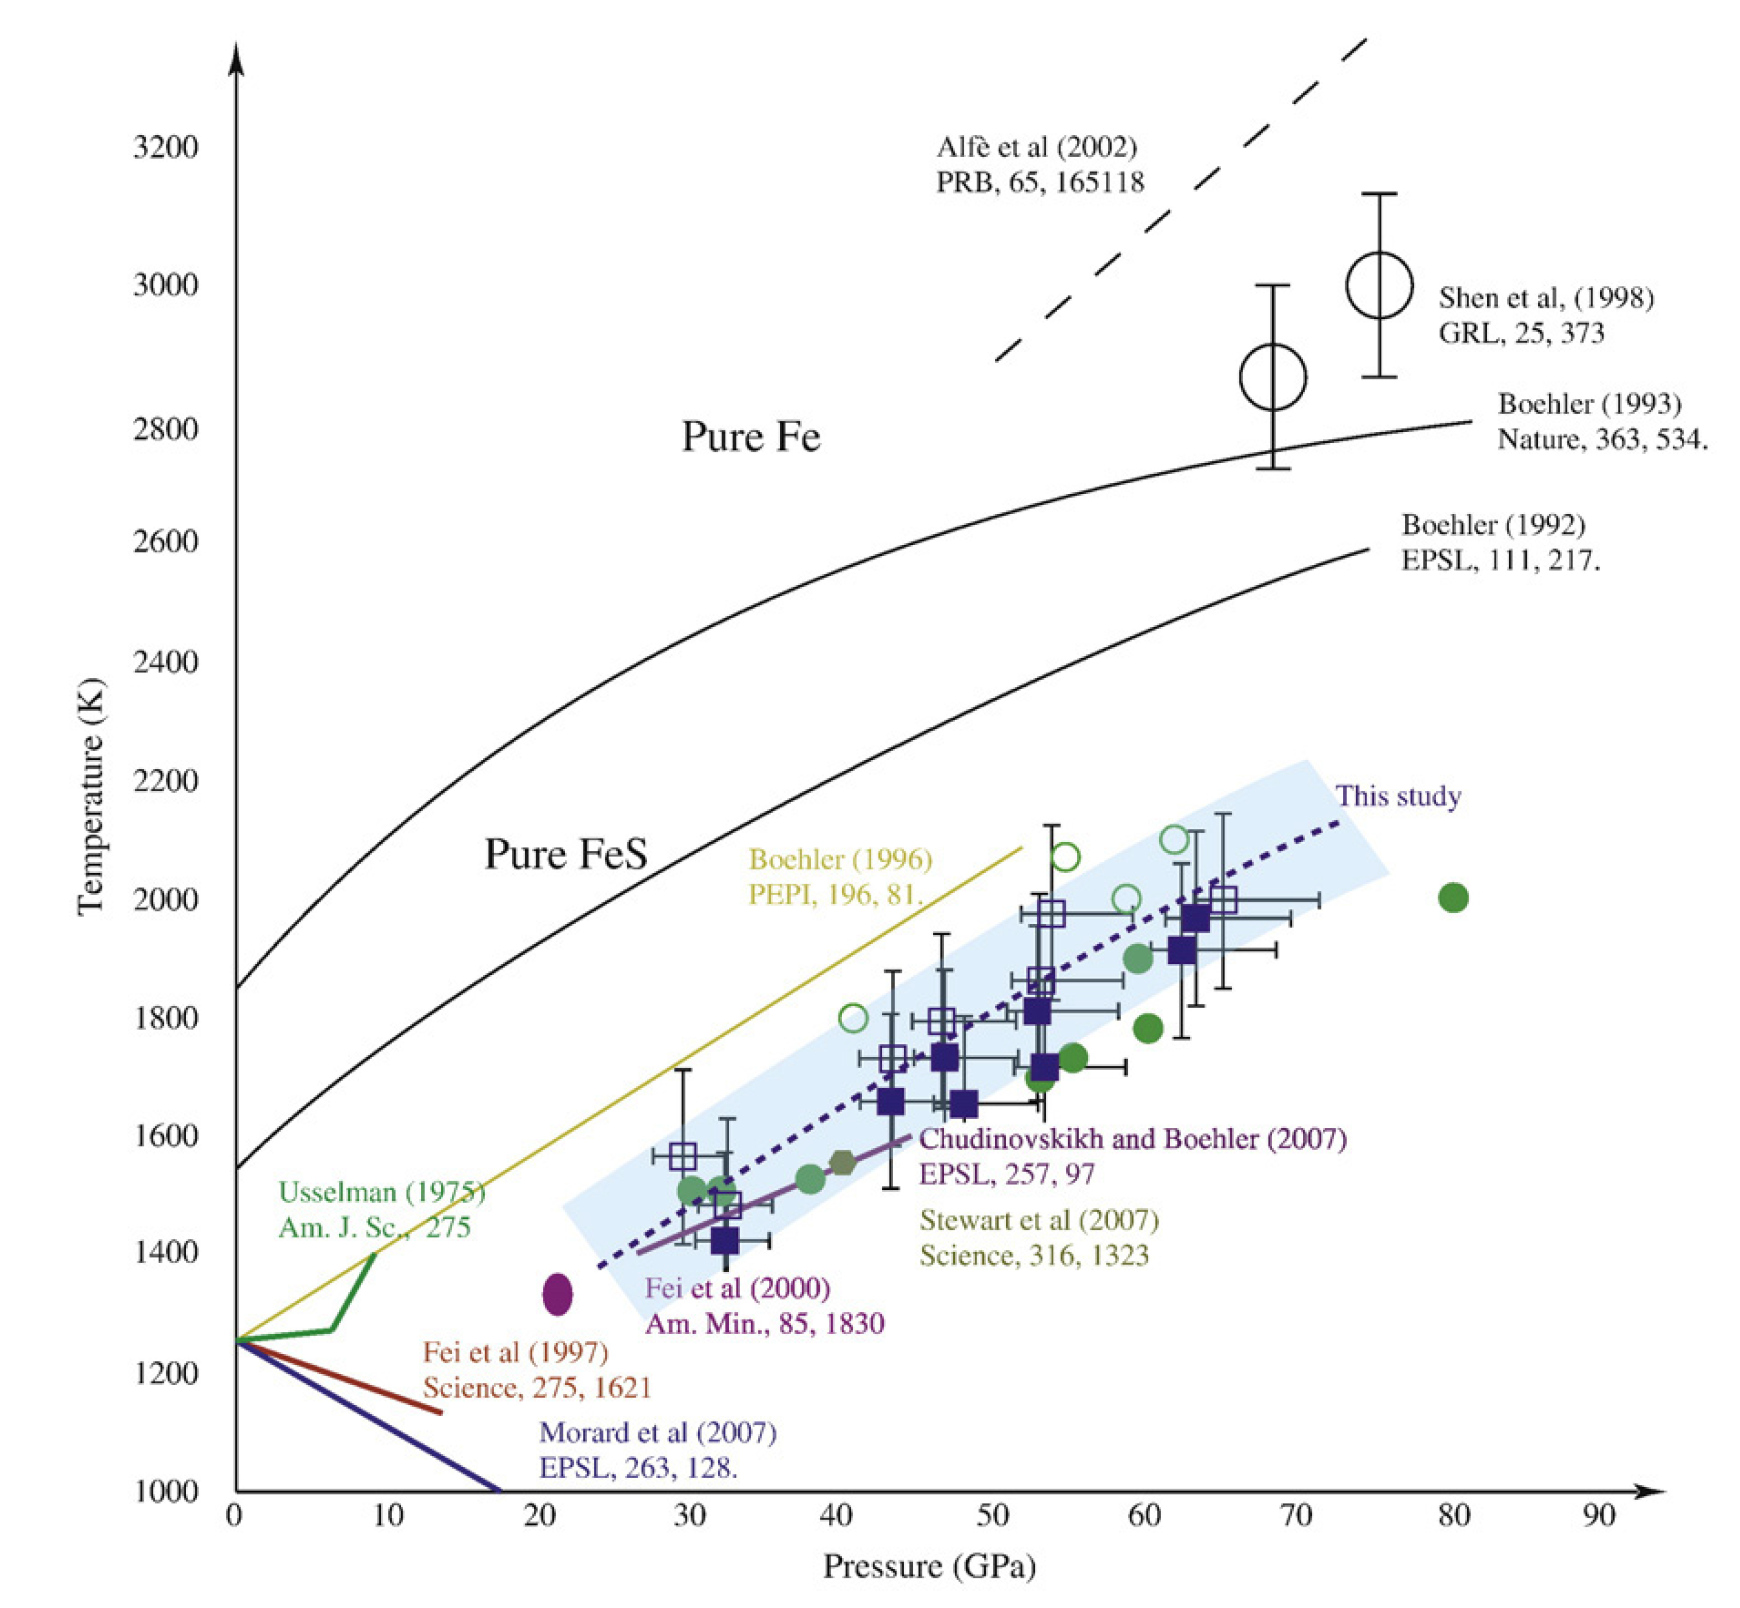 3200
3000
2800
2600
2400
2200
2000
1800
1600
1400
1200
1000
Temperature (K)
0 10 20 30 40 50 60 70 80 90
Pressure (GPa)
Alfè et al (2002)
PRB, 65, 165118
Shen et al, (1998)
GRL, 25, 373
Boehler (1993)
Nature, 363, 534.
Pure Fe
Boehler (1992)
EPSL, 111, 217.
This study
Pure FeS
Boehler (1996)
PEPI, 196, 81.
Chudinovskikh and Boehler (2007)
EPSL, 257, 97
Usselman (1975)
Am. J. Sc., 275
Stewart et al (2007)
Science, 316, 1323
Fei et al (2000)
Am. Min., 85, 1830
Fei et al (1997)
Science, 275, 1621
Morard et al (2007)
EPSL, 263, 128.